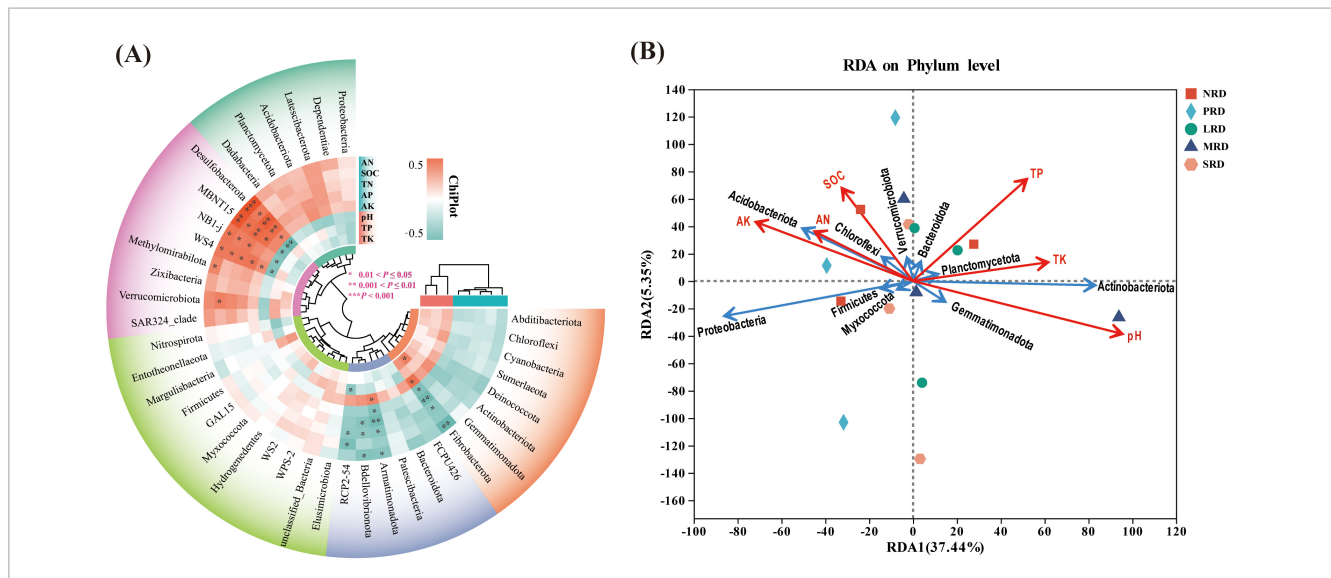 (A)
Proteobacteria
Dependentiae
Latescibacterota
Acidobacteriota
Planctomycetota
Dadabacteria
Desulfobacterota
MBNT15
NB1-j
WS4
Methylomirabilota
Zixibacteria
Verrucomicrobiota
SAR324_clade
Nitrospirota
Entotheonellaeota
Margulisbacteria
Firmicutes
GAL15
Myxococcota
Hydrogenedentes
WS2
WPS-2
unclassified_Bacteria
Elusimicrobiota
RCP2-54
Bdellovibrionota
Armatimonadota
Patescibacteria
Bacteroidota
FCPU426
Fibrobacterota
Gemmatimonadota
Actinobacteriota
Deinococcota
Sumerlaeota
Cyanobacteria
Chloroflexi
Abditibacteriota
AN
SOC
TN
AP
AK
pH
TP
TK
0.5
-0.5
ChiPlot
* 0.01 < P ≤ 0.05
** 0.001 < P ≤ 0.01
***P < 0.001
(B)
RDA on Phylum level
NRD
PRD
LRD
MRD
SRD
RDA2(5.35%)
140
120
100
80
60
40
20
0
-20
-40
-60
-80
-100
-120
-140
-160
-100 -80 -60 -40 -20 0 20 40 60 80 100 120
RDA1(37.44%)
SOC
TP
AK
AN
TK
pH
Acidobacteriota
Chloroflexi
Verrucomicrobiota
Bacteroidota
Planctomycetota
Actinobacteriota
Proteobacteria
Firmicutes
Myxococcota
Gemmatimonadota